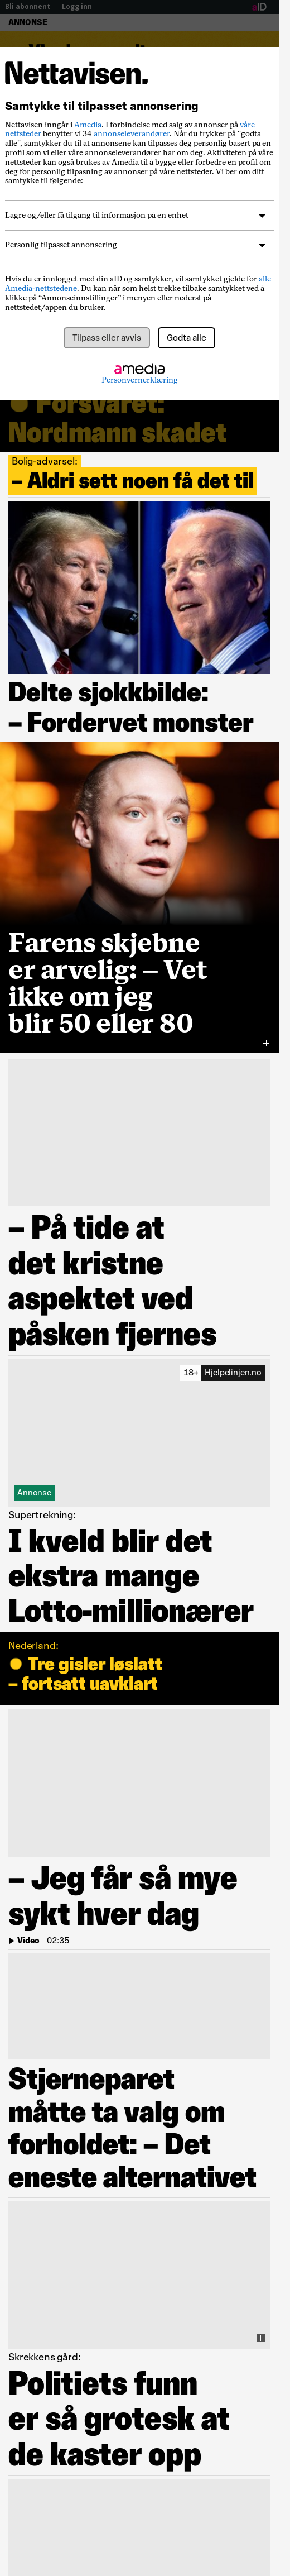 Bli abonnent | Logg inn
aID
ANNONSE
Nettavisen.
Samtykke til tilpasset annonsering
Nettavisen inngår i Amedia. I forbindelse med salg av annonser på våre
nettsteder benytter vi 34 annonseleverandører. Når du trykker på "godta
alle", samtykker du til at annonsene kan tilpasses deg personlig basert på en
profil som vi eller våre annonseleverandører har om deg. Aktiviteten på våre
nettsteder kan også brukes av Amedia til å bygge eller forbedre en profil om
deg for personlig tilpasning av annonser på våre nettsteder. Vi ber om ditt
samtykke til følgende:
Lagre og/eller få tilgang til informasjon på en enhet
Personlig tilpasset annonsering
Hvis du er innlogget med din aID og samtykker, vil samtykket gjelde for alle
Amedia-nettstedene. Du kan når som helst trekke tilbake samtykket ved å
klikke på “Annonseinnstillinger” i menyen eller nederst på
nettstedet/appen du bruker.
Tilpass eller avvis
Godta alle
amedia
Personvernerklæring
Forsvaret:
Nordmann skadet
Bolig-advarsel:
– Aldri sett noen få det til
Delte sjokkbilde:
– Fordervet monster
Farens skjebne
er arvelig: – Vet
ikke om jeg
blir 50 eller 80
– På tide at
det kristne
aspektet ved
påsken fjernes
18+ Hjelpelinjen.no
Annonse
Supertrekning:
I kveld blir det
ekstra mange
Lotto-millionærer
Nederland:
Tre gisler løslatt
– fortsatt uavklart
– Jeg får så mye
sykt hver dag
Video | 02:35
Stjerneparet
måtte ta valg om
forholdet: – Det
eneste alternativet
Skrekkens gård:
Politiets funn
er så grotesk at
de kaster opp